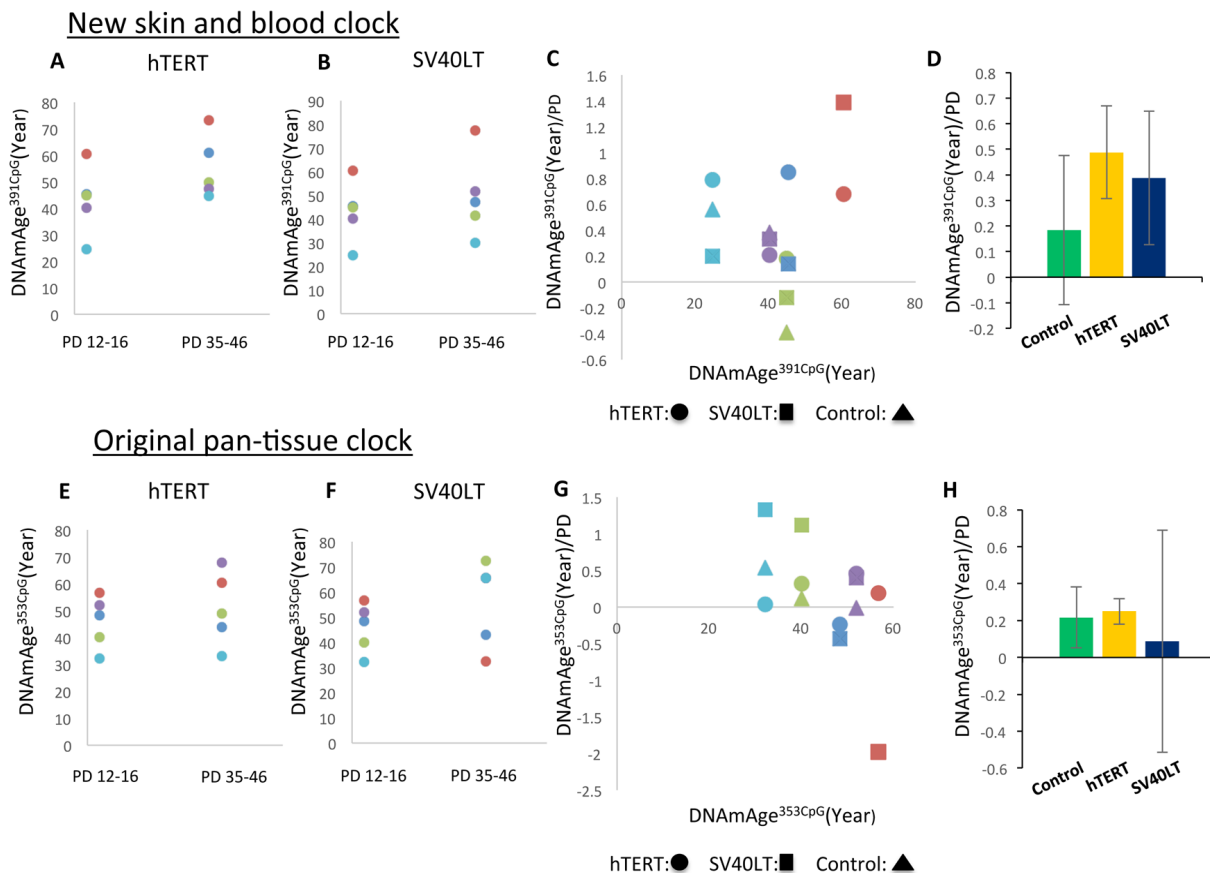 New skin and blood clock
A
hTERT
DNAmAge391CpG(Year)
80
70
60
50
40
30
20
10
0
PD 12-16
PD 35-46
B
SV40LT
DNAmAge391CpG(Year)
90
80
70
60
50
40
30
20
10
0
PD 12-16
PD 35-46
C
DNAmAge391CpG(Year)/PD
1.6
1.4
1.2
1
0.8
0.6
0.4
0.2
0
-0.2
-0.4
-0.6
0
20
40
60
80
DNAmAge391CpG(Year)
hTERT: SV40LT: Control:
D
DNAmAge391CpG(Year)/PD
0.8
0.7
0.6
0.5
0.4
0.3
0.2
0.1
0
-0.1
-0.2
Control
hTERT
SV40LT
Original pan-tissue clock
E
hTERT
DNAmAge353CpG(Year)
80
70
60
50
40
30
20
10
0
PD 12-16
PD 35-46
F
SV40LT
DNAmAge353CpG(Year)
80
70
60
50
40
30
20
10
0
PD 12-16
PD 35-46
G
DNAmAge353CpG(Year)/PD
1.5
1
0.5
0
-0.5
-1
-1.5
-2
-2.5
0
20
40
60
DNAmAge353CpG(Year)
hTERT: SV40LT: Control:
H
DNAmAge353CpG(Year)/PD
0.8
0.6
0.4
0.2
0
-0.2
-0.4
-0.6
Control
hTERT
SV40LT